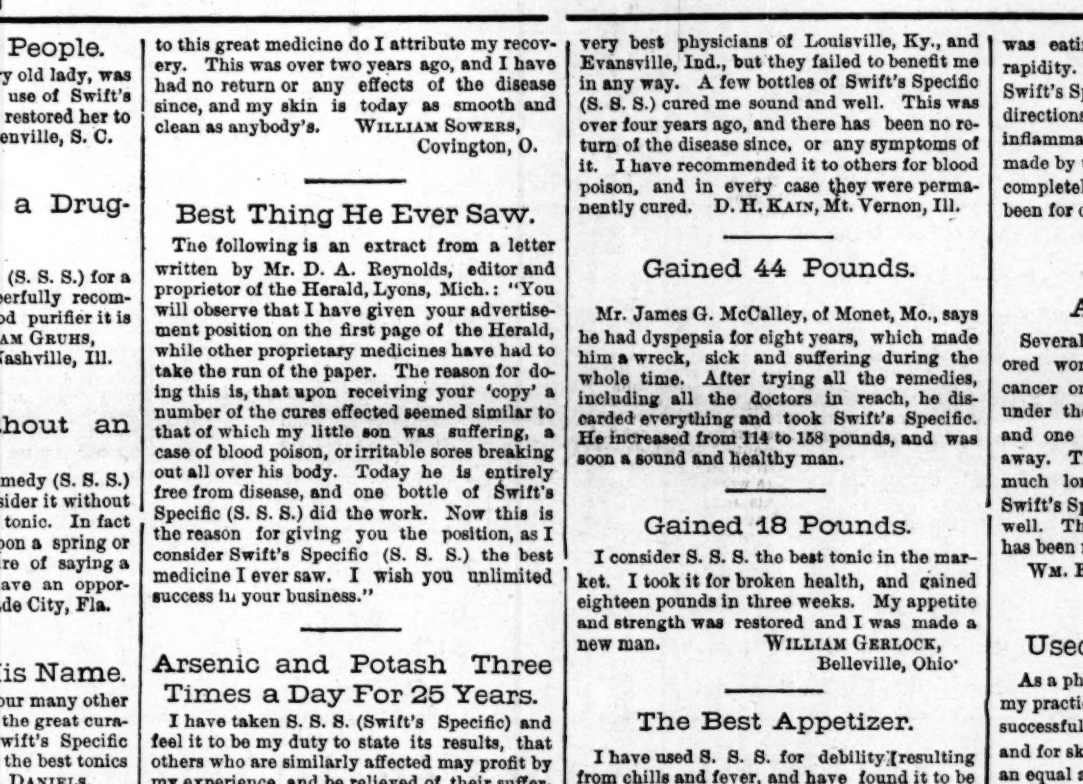 People.
ry old lady, was
use of Swift's
restored her to
enville, S. C.
a Drug-
(S. S. S.) for a
eerfully recom-
od purifier it is
AM GRUHS,
Nashville, Ill.
hout an
medy (S. S. S.)
sider it without
tonic. In fact
pon a spring or
re of saying a
ave an oppor-
de City, Fla.
is Name.
our many other
the great cura-
wift's Specific
the best tonics
DANIELS
to this great medicine do I attribute my recov-
ery. This was over two years ago, and I have
had no return or any effects of the disease
since, and my skin is today as smooth and
clean as anybody's. WILLIAM SOWERS,
Covington, O.
Best Thing He Ever Saw.
The following is an extract from a letter
written by Mr. D. A. Reynolds, editor and
proprietor of the Herald, Lyons, Mich.: "You
will observe that I have given your advertise-
ment position on the first page of the Herald,
while other proprietary medicines have had to
take the run of the paper. The reason for do-
ing this is, that upon receiving your 'copy' a
number of the cures effected seemed similar to
that of which my little son was suffering, a
case of blood poison, or irritable sores breaking
out all over his body. Today he is entirely
free from disease, and one bottle of Swift's
Specific (S. S. S.) did the work. Now this is
the reason for giving you the position, as I
consider Swift's Specific (S. S. S.) the best
medicine I ever saw. I wish you unlimited
success in your business."
Arsenic and Potash Three
Times a Day For 25 Years.
I have taken S. S. S. (Swift's Specific) and
feel it to be my duty to state its results, that
others who are similarly affected may profit by
my experience, and be relieved of their suffer-
very best physicians of Louisville, Ky., and
Evansville, Ind., but they failed to benefit me
in any way. A few bottles of Swift's Specific
(S. S. S.) cured me sound and well. This was
over four years ago, and there has been no re-
turn of the disease since, or any symptoms of
it. I have recommended it to others for blood
poison, and in every case they were perma-
nently cured. D. H. KAIN, Mt. Vernon, Ill.
Gained 44 Pounds.
Mr. James G. McCalley, of Monet, Mo., says
he had dyspepsia for eight years, which made
him a wreck, sick and suffering during the
whole time. After trying all the remedies,
including all the doctors in reach, he dis-
carded everything and took Swift's Specific.
He increased from 114 to 158 pounds, and was
soon a sound and healthy man.
Gained 18 Pounds.
I consider S. S. S. the best tonic in the mar-
ket. I took it for broken health, and gained
eighteen pounds in three weeks. My appetite
and strength was restored and I was made a
new man. WILLIAM GERLOCK,
Belleville, Ohio.
The Best Appetizer.
I have used S. S. S. for debility [resulting
from chills and fever, and have found it to be
was eati
rapidity.
Swift's Sp
directions
inflamma
made by
complete
been for
A
Several
ored wor
cancer on
under the
and one
away. T
much lon
Swift's Sp
well. Th
has been
WM.
Used
As a ph
my practi
successful
and for sk
an equal